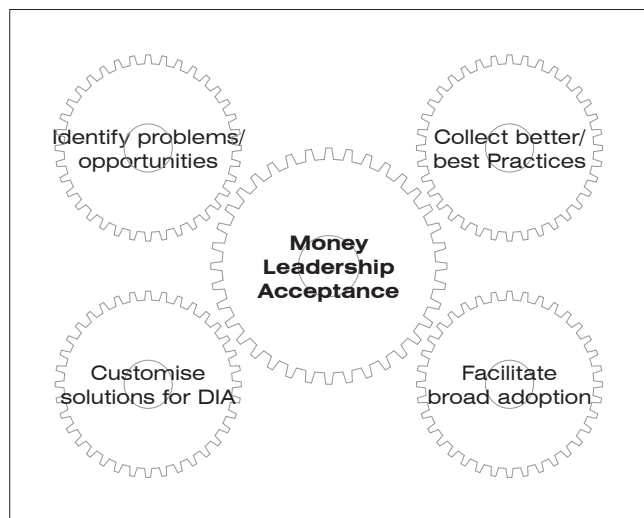 Identify problems/
opportunities
Collect better/
best Practices
Money
Leadership
Acceptance
Customise
solutions for DIA
Facilitate
broad adoption